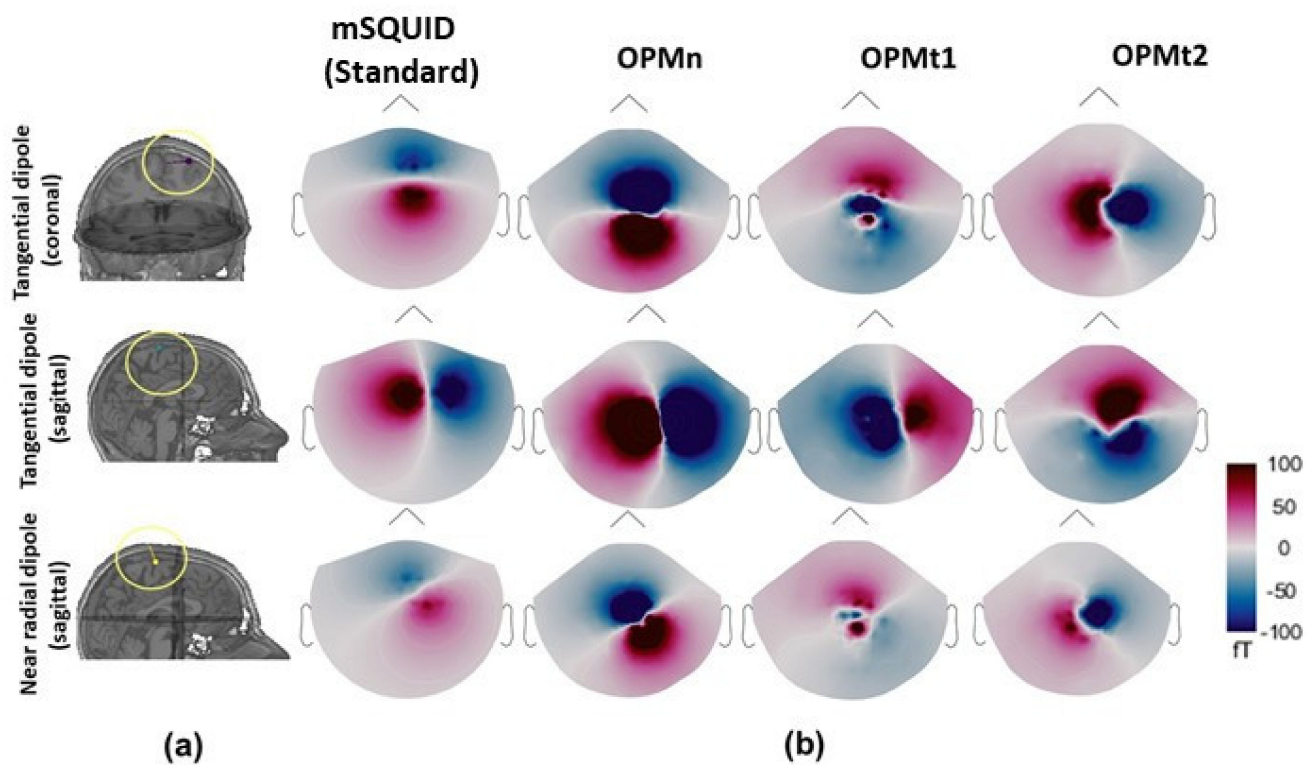 mSQUID
(Standard)
OPMn
OPMt1
OPMt2
Tangential dipole
(coronal)
Tangential dipole
(sagittal)
Near radial dipole
(sagittal)
100
50
0
-50
-100
fT
(a)
(b)